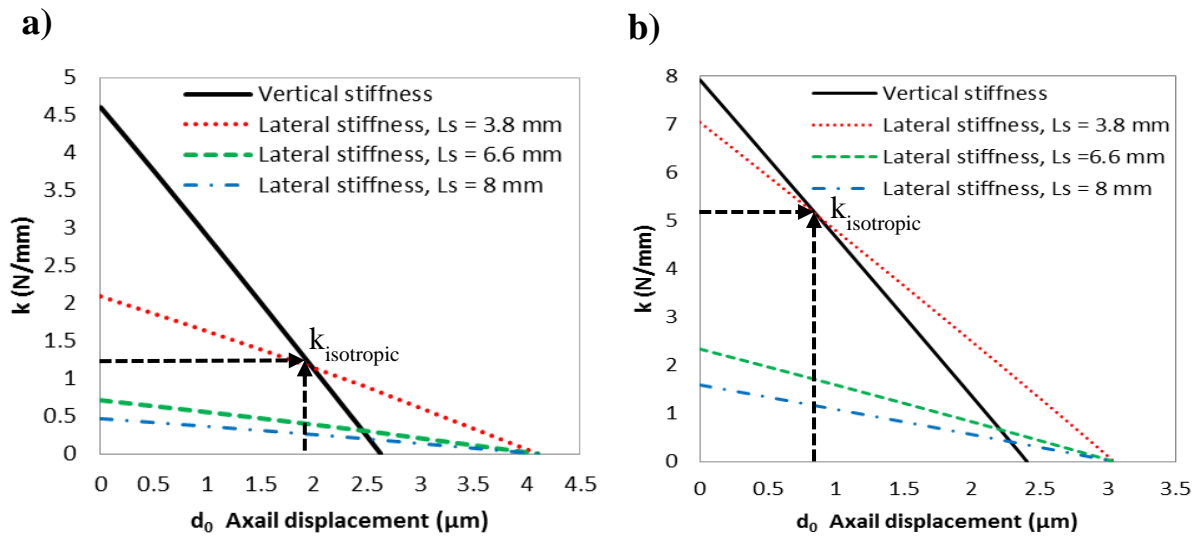 a)
5
4.5
4
3.5
3
2.5
2
1.5
1
0.5
0
k (N/mm)
Vertical stiffness
Lateral stiffness, Ls = 3.8 mm
Lateral stiffness, Ls = 6.6 mm
Lateral stiffness, Ls = 8 mm
k isotropic
0 0.5 1 1.5 2 2.5 3 3.5 4 4.5
d₀ Axail displacement (μm)
b)
8
7
6
5
4
3
2
1
0
k (N/mm)
Vertical stiffness
Lateral stiffness, Ls = 3.8 mm
Lateral stiffness, Ls =6.6 mm
Lateral stiffness, Ls = 8 mm
k isotropic
0 0.5 1 1.5 2 2.5 3 3.5
d₀ Axail displacement (μm)